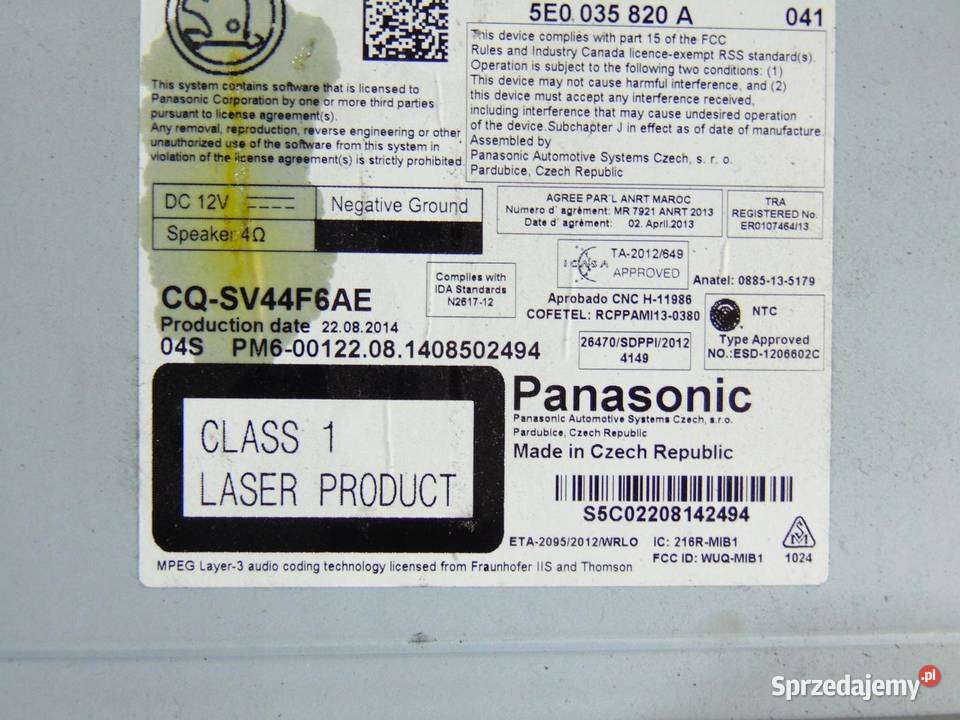 5E0 035 820 A 041
This device complies with part 15 of the FCC
Rules and Industry Canada licence-exempt RSS standard(s).
Operation is subject to the following two conditions: (1)
This device may not cause harmful interference, and (2)
this device must accept any interference received,
including interference that may cause undesired operation
of the device.Subchapter J in effect as of date of manufacture.
Assembled by
Panasonic Automotive Systems Czech, s. r. o.
Pardubice, Czech Republic
This system contains software that is licensed to
Panasonic Corporation by one or more third parties
pursuant to license agreement(s).
Any removal, reproduction, reverse engineering or other
unauthorized use of the software from this system in
violation of the license agreement(s) is strictly prohibited.
DC 12V Negative Ground
Speaker 4Ω
AGREE PAR'L ANRT MAROC
Numero d' agrément: MR 7921 ANRT 2013
Date d' agrément: 02. April.2013
TRA
REGISTERED No.
ER0107464/13
ICASA TA-2012/649
APPROVED
Anatel: 0885-13-5179
Complies with
IDA Standards
N2617-12
Aprobado CNC H-11986
COFETEL: RCPPAMI13-0380
NTC
Type Approved
NO.:ESD-1206602C
26470/SDPPI/2012
4149
CQ-SV44F6AE
Production date 22.08.2014
04S PM6-00122.08.1408502494
CLASS 1
LASER PRODUCT
Panasonic
Panasonic Automotive Systems Czech, s.r.o.
Pardubice, Czech Republic
Made in Czech Republic
S5C02208142494
ETA-2095/2012/WRLO IC: 216R-MIB1
FCC ID: WUQ-MIB1
1024
MPEG Layer-3 audio coding technology licensed from Fraunhofer IIS and Thomson
Sprzedajemy.pl